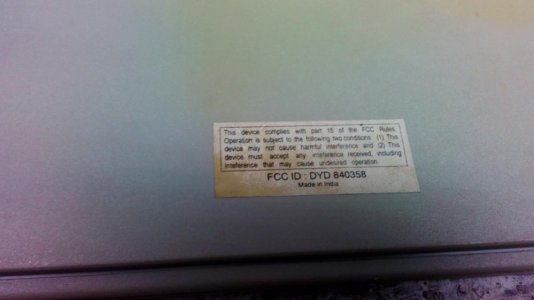 This device complies with part 15 of the FCC Rules.
Operation is subject to the following two conditions. (1) This
device may not cause harmful interference and (2) This
device must accept any interference received, including
interference that may cause undesired operation.
FCC ID : DYD 840358
Made in India